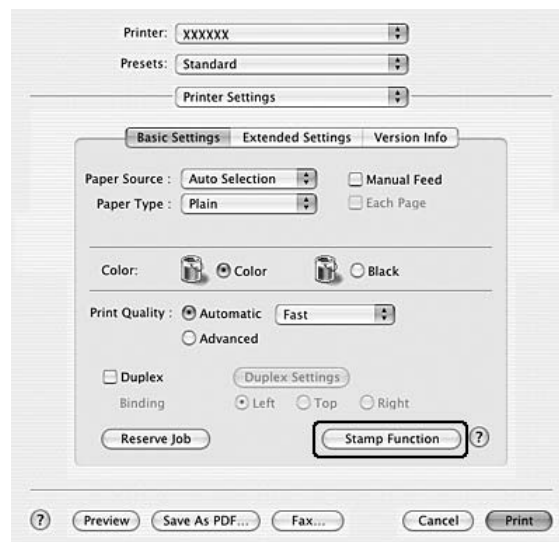 Printer: XXXXXX
Presets: Standard
Printer Settings
Basic Settings Extended Settings Version Info
Paper Source : Auto Selection Manual Feed
Paper Type : Plain Each Page
Color: Color Black
Print Quality : Automatic Fast
Advanced
Duplex Duplex Settings
Binding Left Top Right
Reserve Job Stamp Function ?
? Preview Save As PDF... Fax... Cancel Print